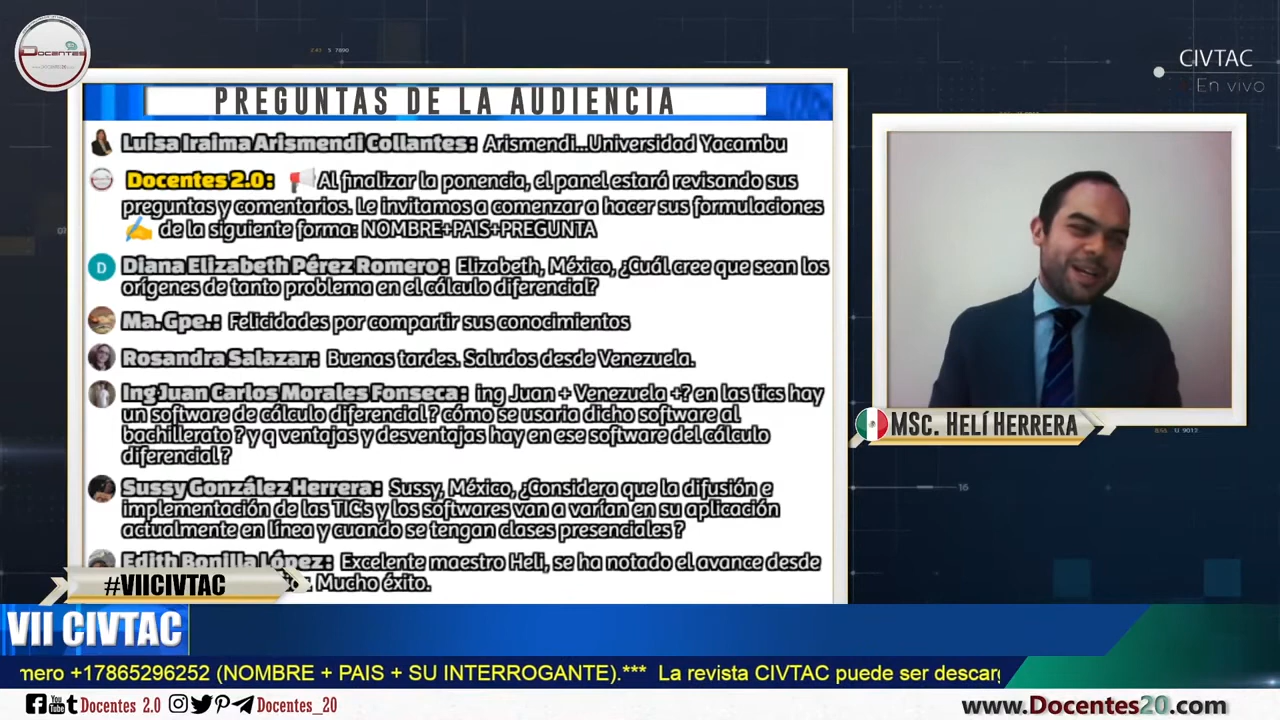 DOCENTES
CIVTAC
En vivo
PREGUNTAS DE LA AUDIENCIA
Luisa Iraima Arismendi Collantes: Arismendi...Universidad Yacambu
Docentes 2.0: 📢Al finalizar la ponencia, el panel estará revisando sus
preguntas y comentarios. Le invitamos a comenzar a hacer sus formulaciones
✍ de la siguiente forma: NOMBRE+PAIS+PREGUNTA
D
Diana Elizabeth Pérez Romero: Elizabeth, México, ¿Cuál cree que sean los
orígenes de tanto problema en el cálculo diferencial?
Ma. Gpe.: Felicidades por compartir sus conocimientos
Rosandra Salazar: Buenas tardes. Saludos desde Venezuela.
Ing Juan Carlos Morales Fonseca: ing Juan + Venezuela +? en las tics hay
un software de cálculo diferencial ? cómo se usaria dicho software al
bachillerato ? y q ventajas y desventajas hay en ese software del cálculo
diferencial ?
Sussy González Herrera: Sussy, México, ¿Considera que la difusión e
implementación de las TICs y los softwares van a varían en su aplicación
actualmente en línea y cuando se tengan clases presenciales ?
Edith Bonilla López: Excelente maestro Heli, se ha notado el avance desde
Mucho éxito.
MSc. Helí Herrera
16
#VIICIVTAC
VII CIVTAC
mero +17865296252 (NOMBRE + PAIS + SU INTERROGANTE).*** La revista CIVTAC puede ser descarg
Docentes 2.0 Docentes_20
www.Docentes20.com